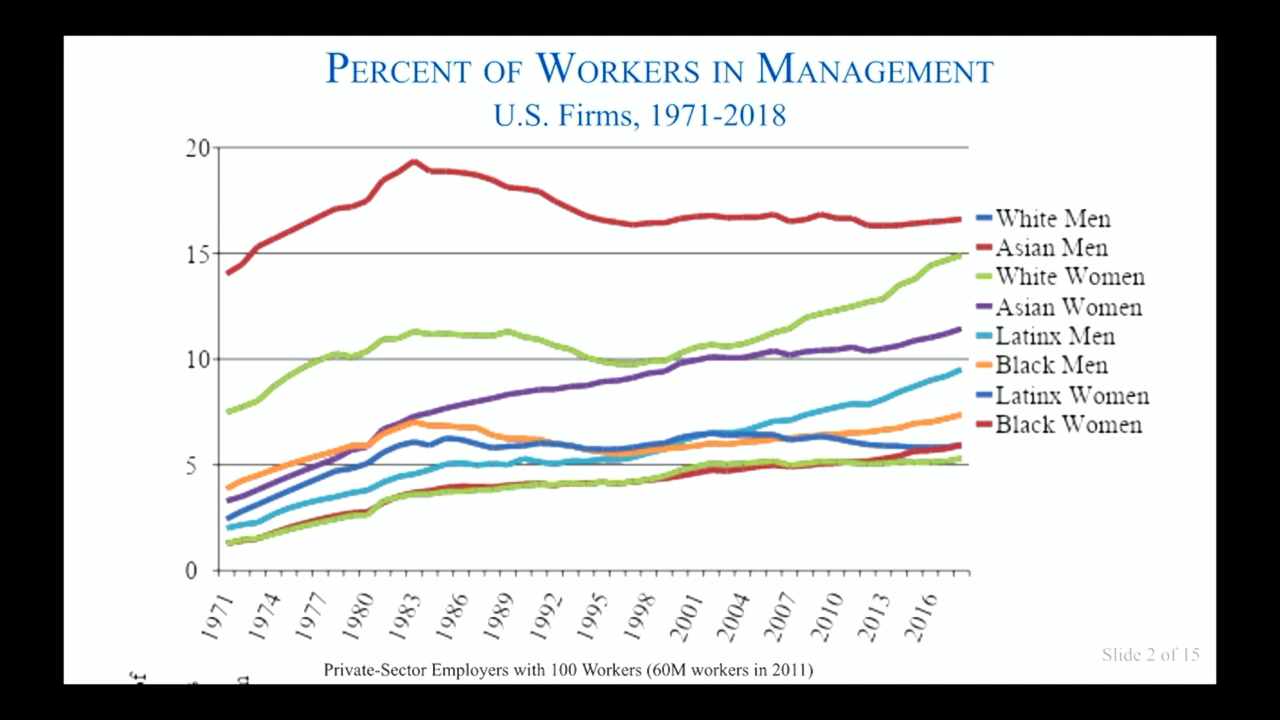 PERCENT OF WORKERS IN MANAGEMENT
U.S. Firms, 1971-2018
20
15
10
5
0
1971 1974 1977 1980 1983 1986 1989 1992 1995 1998 2001 2004 2007 2010 2013 2016
White Men
Asian Men
White Women
Asian Women
Latinx Men
Black Men
Latinx Women
Black Women
Private-Sector Employers with 100 Workers (60M workers in 2011)
Slide 2 of 15
of